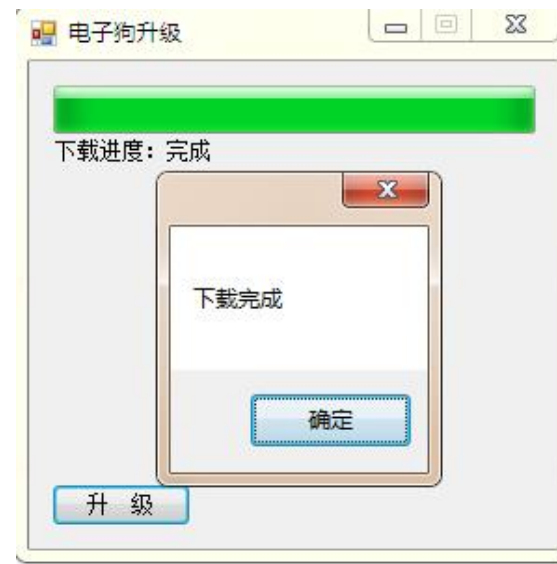 电子狗升级
下载进度：完成
下载完成
确定
升 级